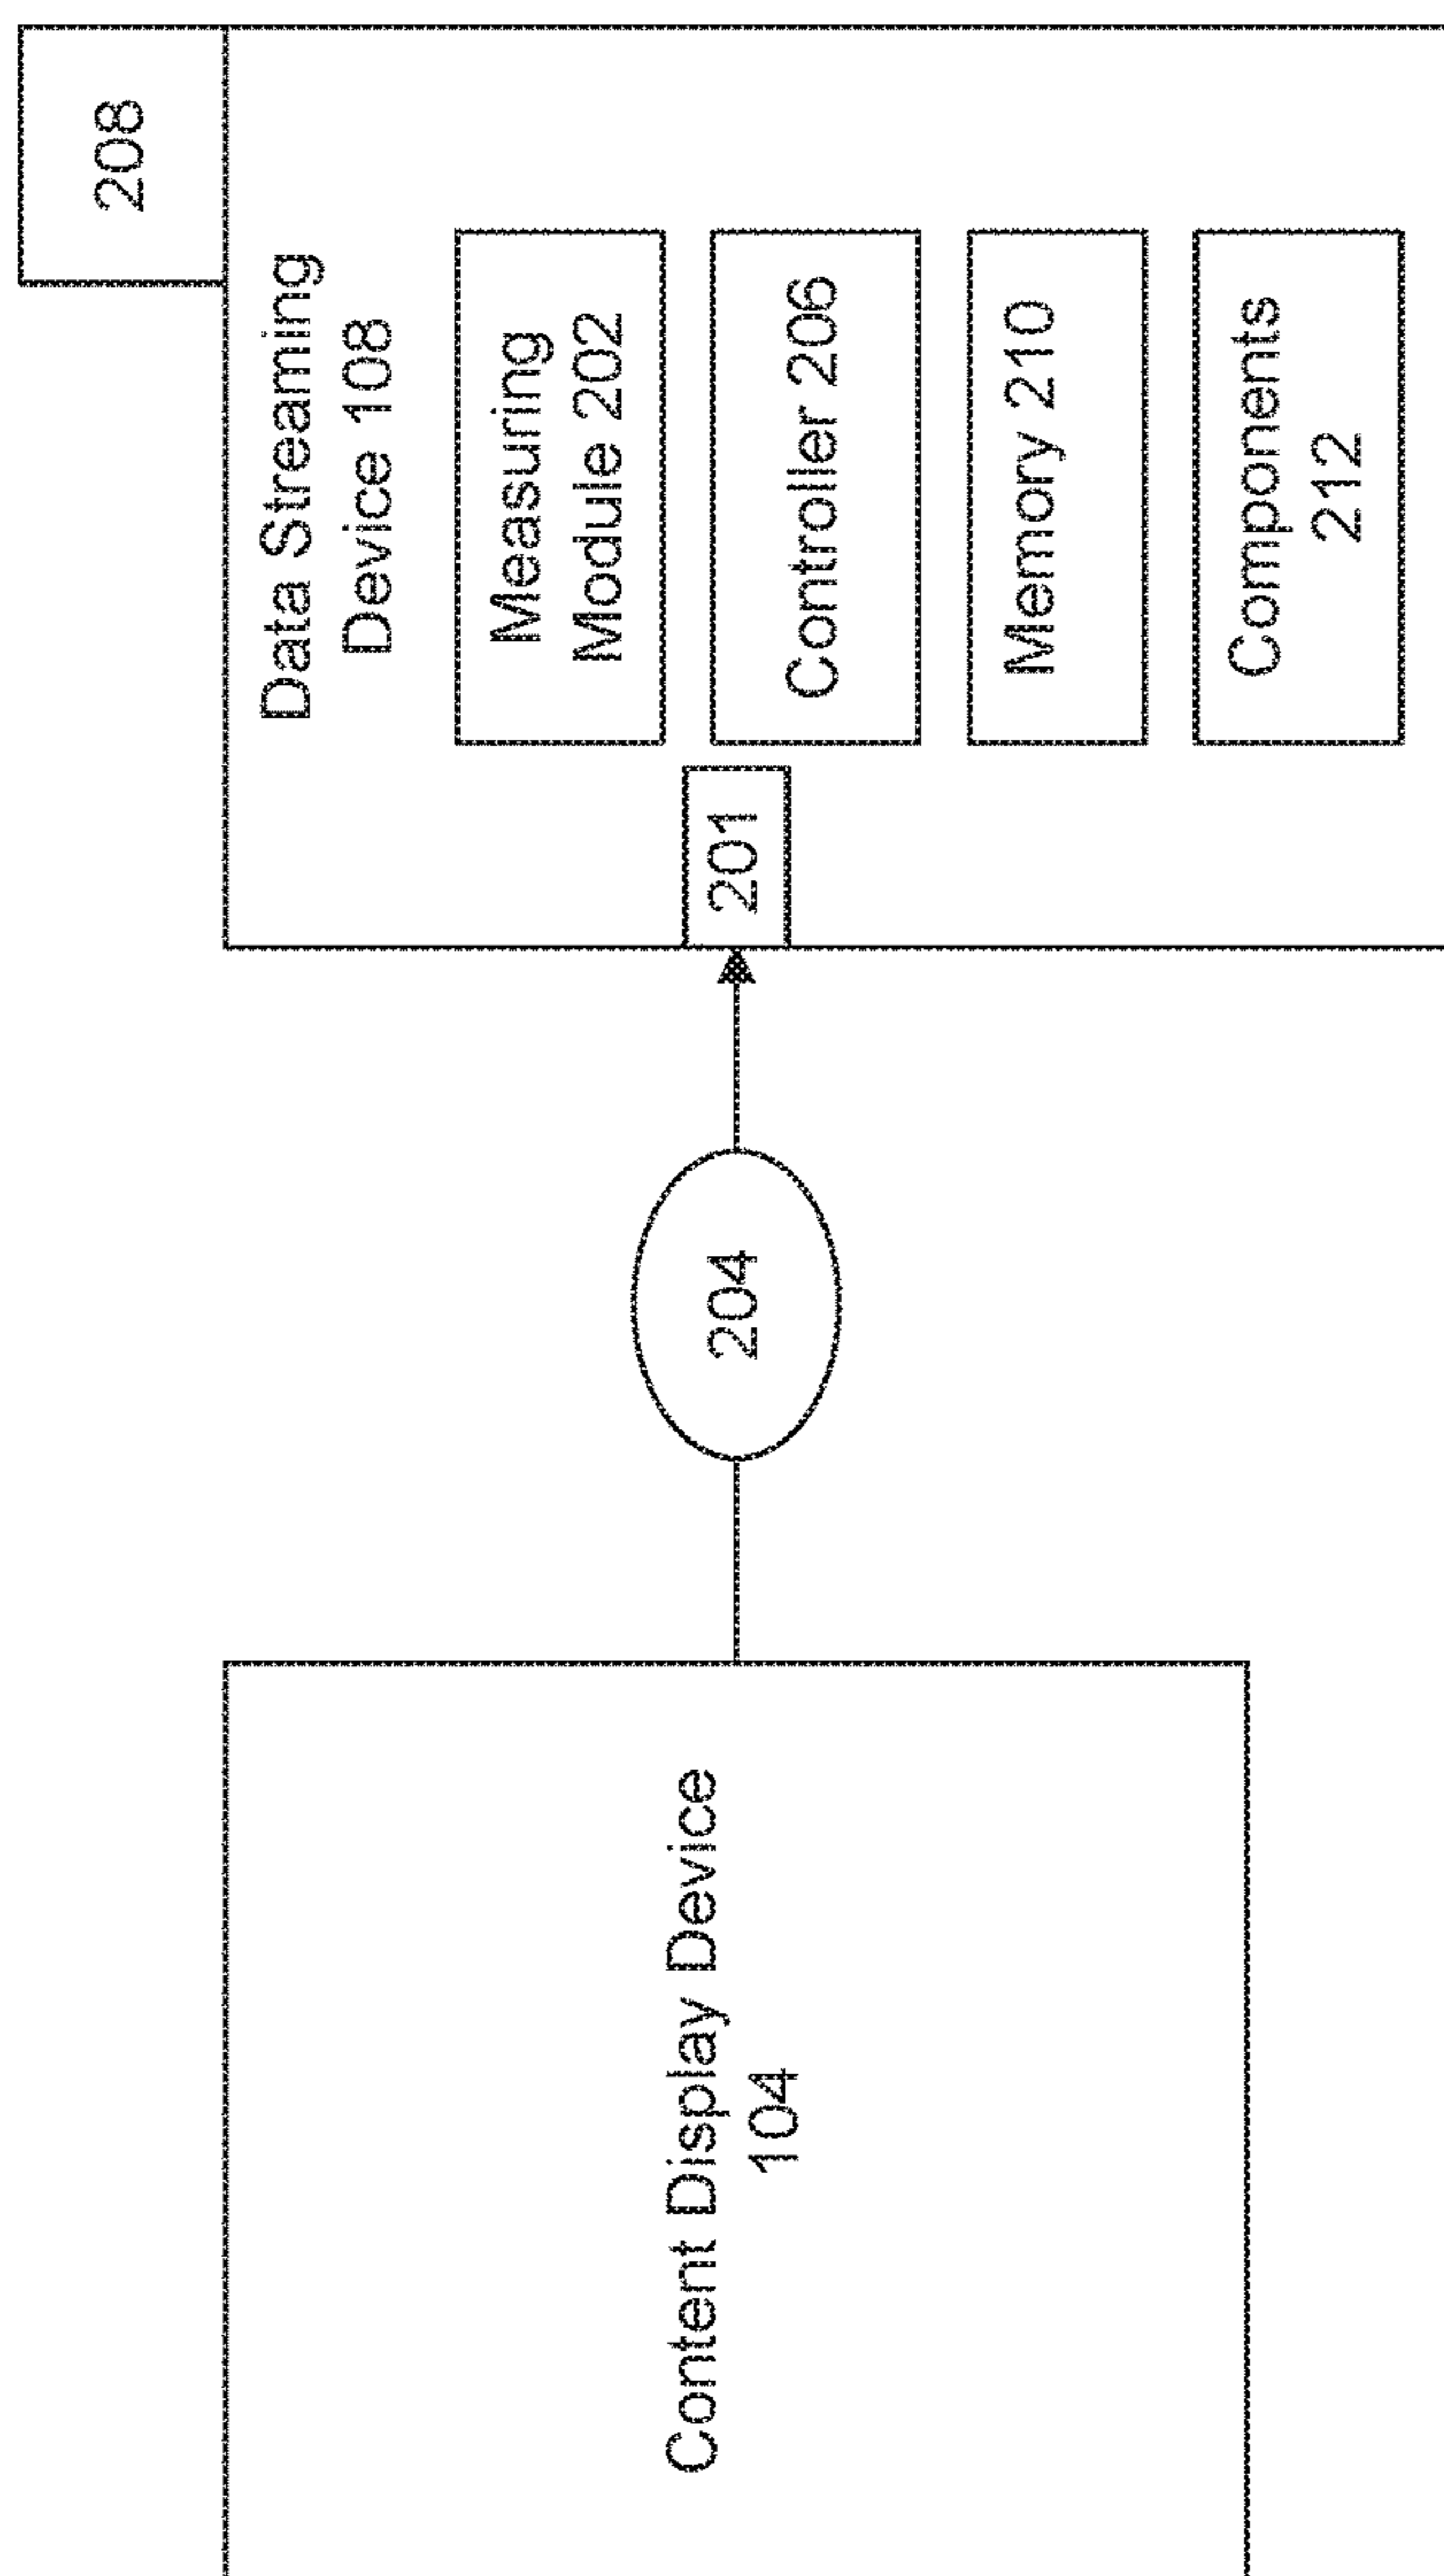 208
Data Streaming
Device 108
Measuring
Module 202
Controller 206
Memory 210
Components
212
201
204
Content Display Device
104